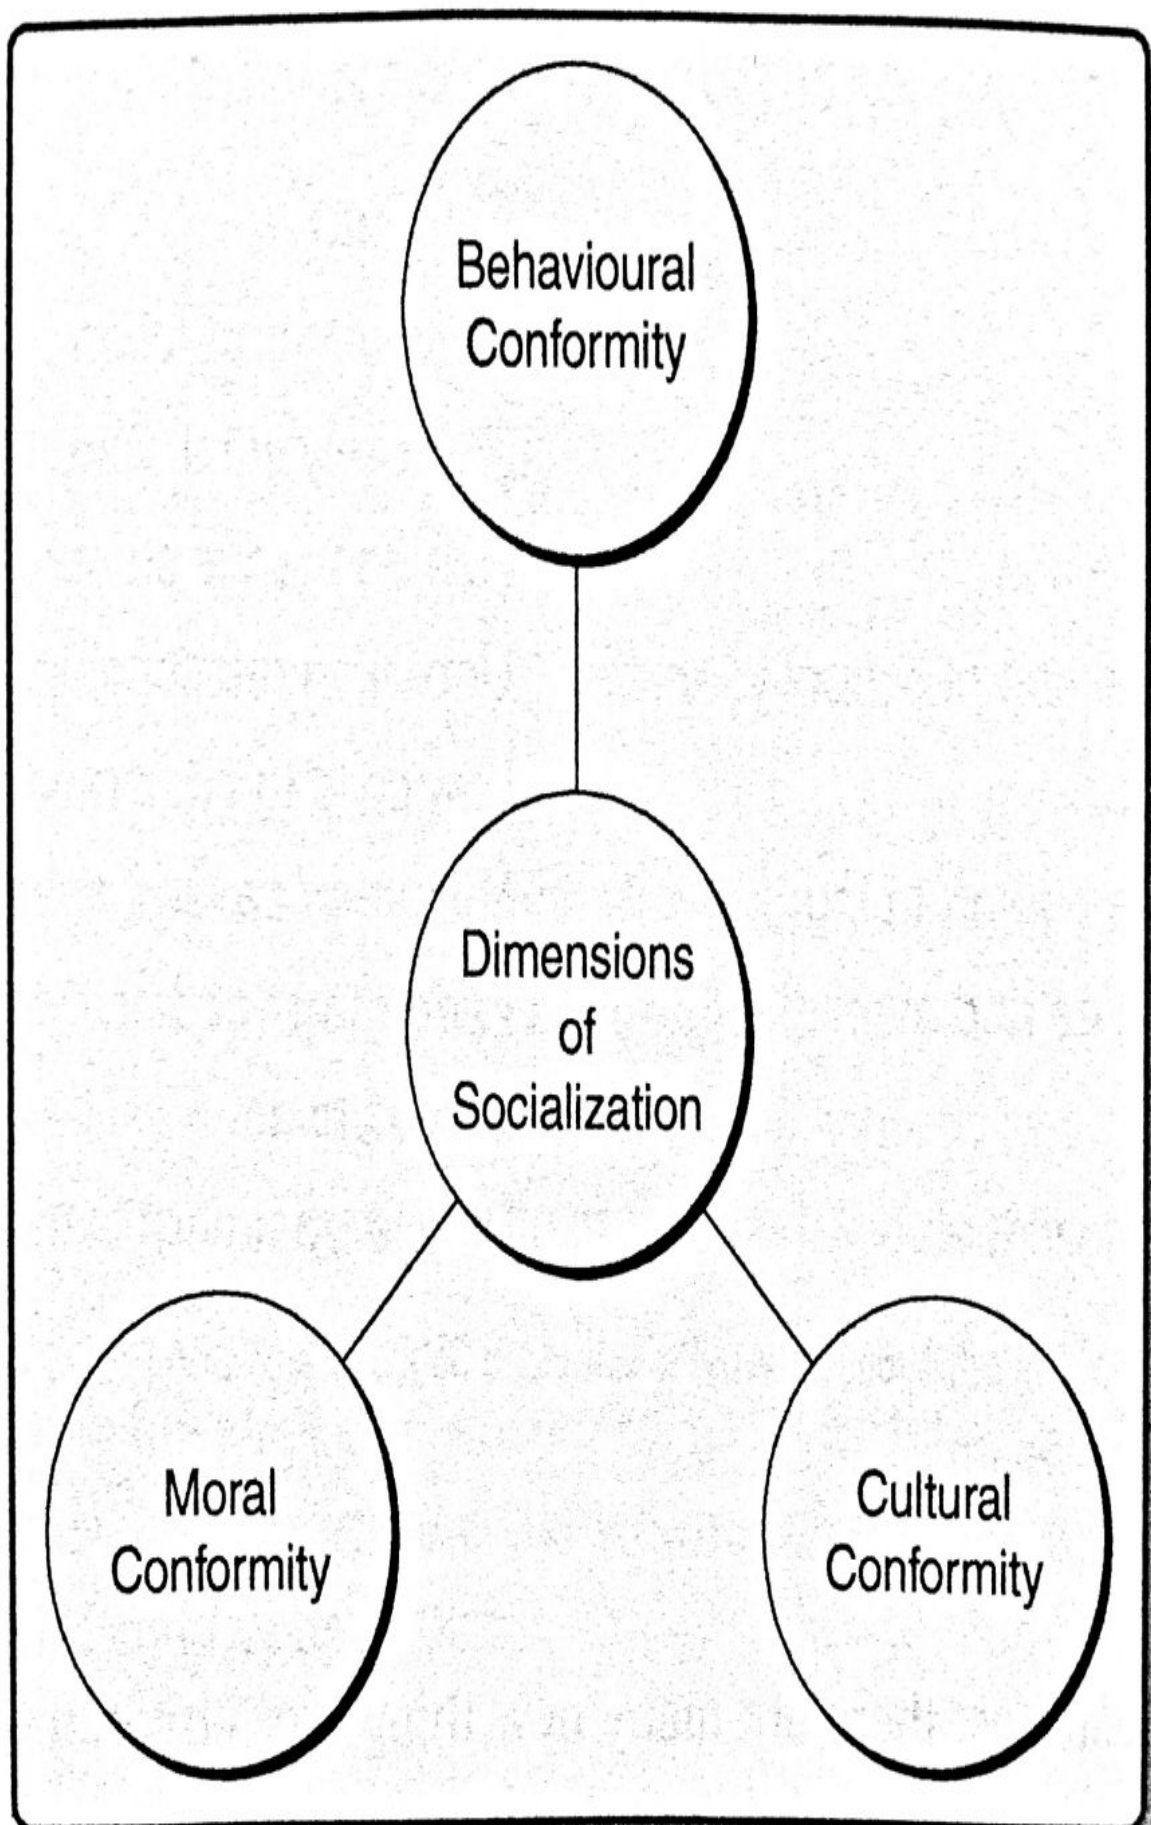 Behavioural
Conformity
Dimensions
of
Socialization
Moral
Conformity
Cultural
Conformity